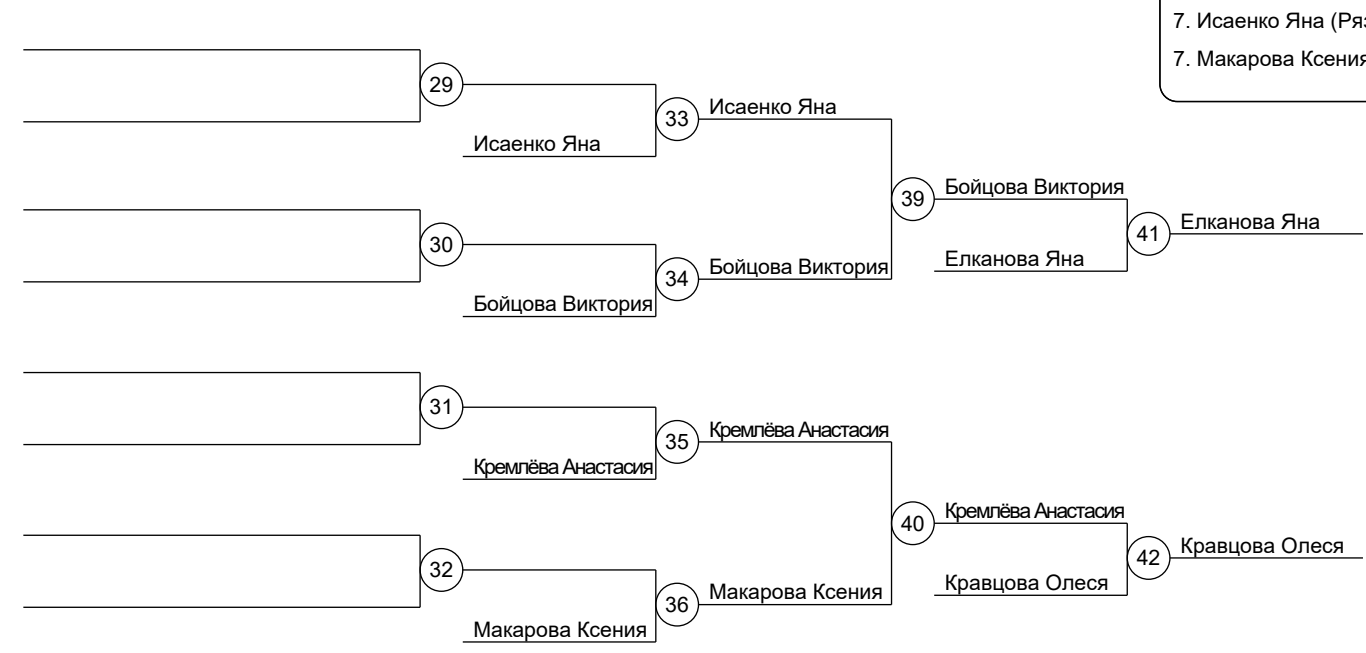 7. Исаенко Яна (Ряз
7. Макарова Ксения
29
33 Исаенко Яна
Исаенко Яна
39 Бойцова Виктория
41 Елканова Яна
30
Елканова Яна
34 Бойцова Виктория
Бойцова Виктория
31
35 Кремлёва Анастасия
Кремлёва Анастасия
40 Кремлёва Анастасия
42 Кравцова Олеся
32
Кравцова Олеся
36 Макарова Ксения
Макарова Ксения